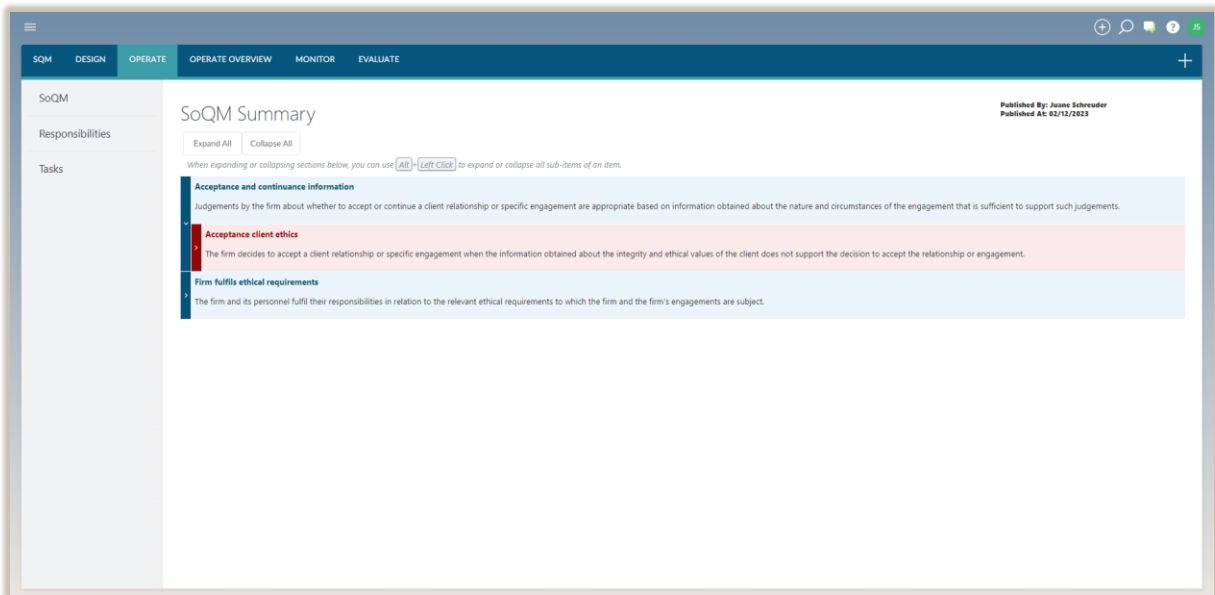 JS
SQM DESIGN OPERATE OPERATE OVERVIEW MONITOR EVALUATE
SoQM
Responsibilities
Tasks
SoQM Summary
Published By: Juane Schreuder
Published At: 02/12/2023
Expand All Collapse All
When expanding or collapsing sections below, you can use Alt + Left Click to expand or collapse all sub-items of an item.
Acceptance and continuance information
Judgements by the firm about whether to accept or continue a client relationship or specific engagement are appropriate based on information obtained about the nature and circumstances of the engagement that is sufficient to support such judgements.
Acceptance client ethics
The firm decides to accept a client relationship or specific engagement when the information obtained about the integrity and ethical values of the client does not support the decision to accept the relationship or engagement.
Firm fulfils ethical requirements
The firm and its personnel fulfil their responsibilities in relation to the relevant ethical requirements to which the firm and the firm's engagements are subject.